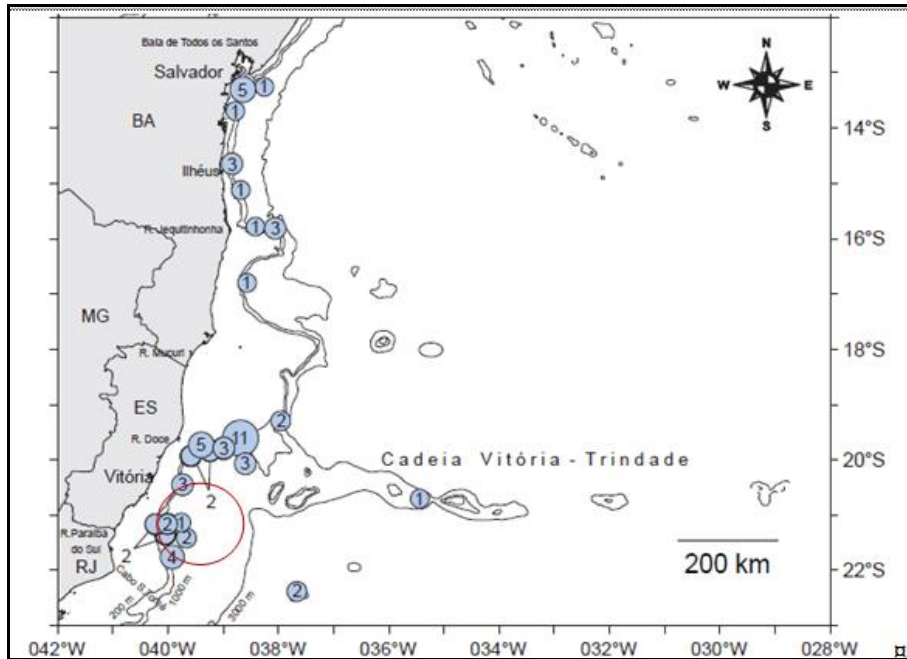 Baía de Todos os Santos
N
Salvador
W
E
5
1
S
1
BA
14°S
3
Ilhéus
1
R. Jequitinhonha
1
3
16°S
1
MG
18°S
R. Mucuri
ES
2
R. Doce
5
3
11
3
20°S
Cadeia Vitória - Trindade
Vitória
3
2
1
2
1
R.Paraíba
do Sul
2
2
4
200 km
RJ
Cabo S.Tomé
2
22°S
200 m
1000 m
3000 m
042°W
040°W
038°W
036°W
034°W
032°W
030°W
028°W
¤